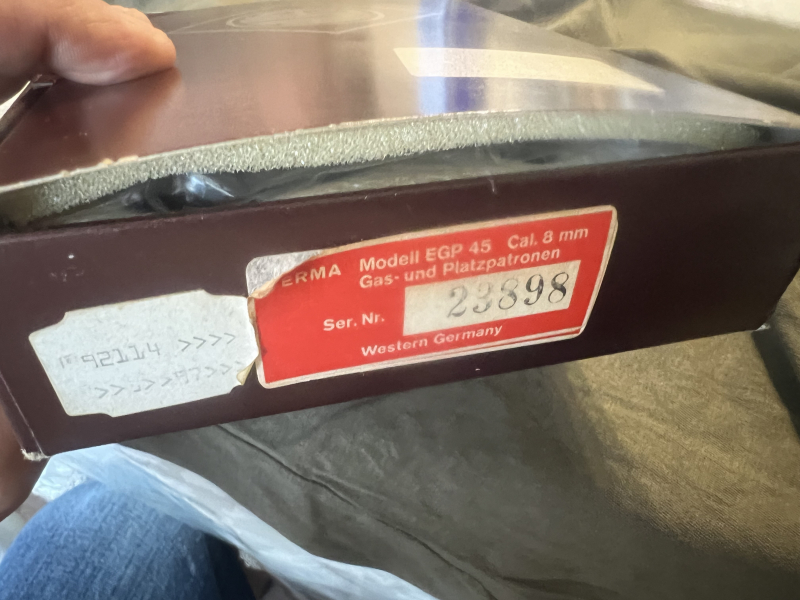 ERMA Modell EGP 45 Cal. 8 mm
Gas- und Platzpatronen
Ser. Nr. 23898
Western Germany
92114 >>>>